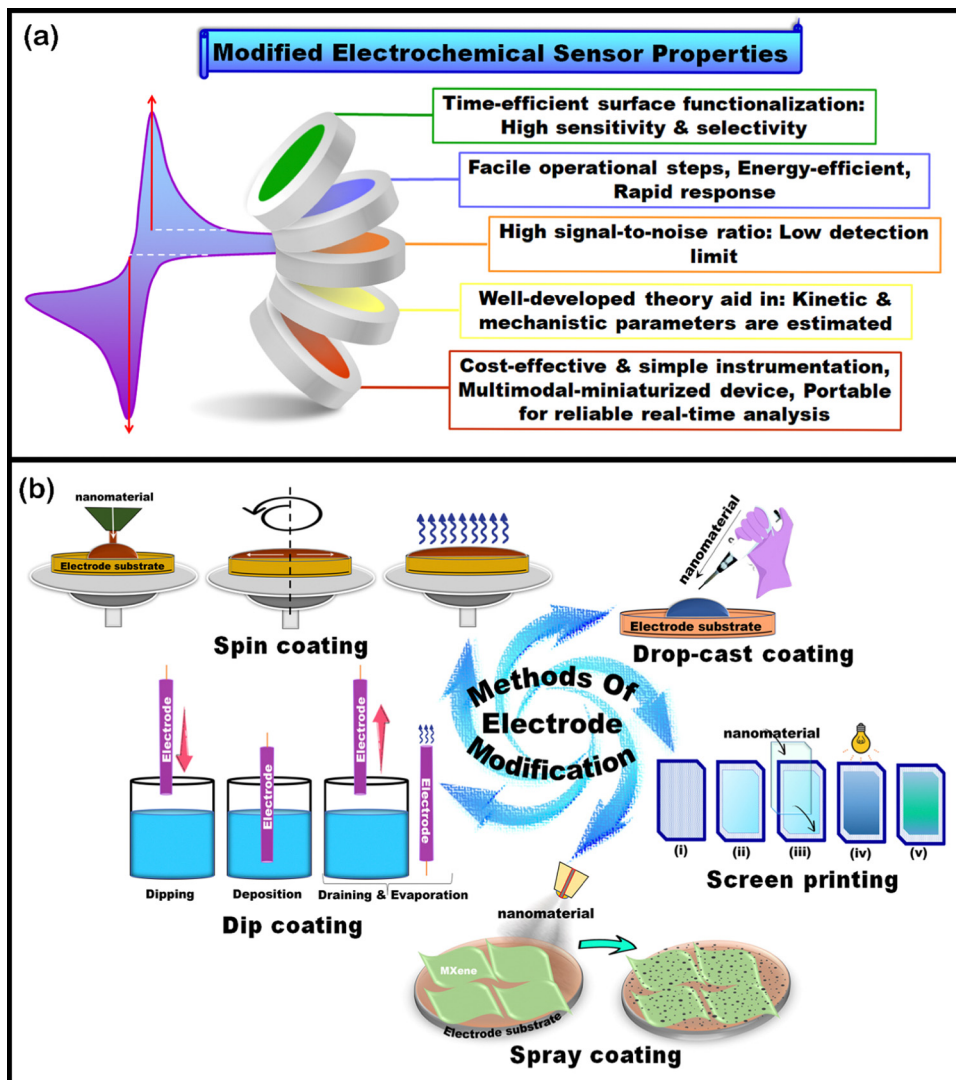 (a)
Modified Electrochemical Sensor Properties
Time-efficient surface functionalization:
High sensitivity & selectivity
Facile operational steps, Energy-efficient,
Rapid response
High signal-to-noise ratio: Low detection
limit
Well-developed theory aid in: Kinetic &
mechanistic parameters are estimated
Cost-effective & simple instrumentation,
Multimodal-miniaturized device, Portable
for reliable real-time analysis
(b)
nanomaterial
Electrode substrate
Spin coating
nanomaterial
Electrode substrate
Drop-cast coating
Methods Of
Electrode
Modification
Electrode
Electrode
Electrode
Electrode
Dipping
Deposition
Draining & Evaporation
Dip coating
nanomaterial
(i)
(ii)
(iii)
(iv)
(v)
Screen printing
nanomaterial
MXene
Electrode substrate
Spray coating